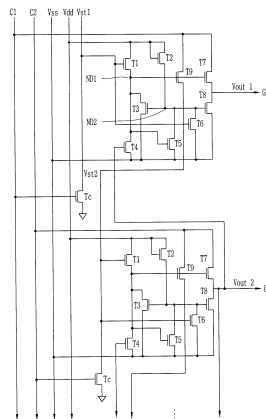 C1 C2 Vss Vdd Vst1
T1 T2 T7
ND1 T9
Vout 1 G
T8
T3
ND2 T6
T4 T5
Vst2
Tc
T1 T2 T7
T9
Vout 2
T8
T3
T6
T4 T5
Tc